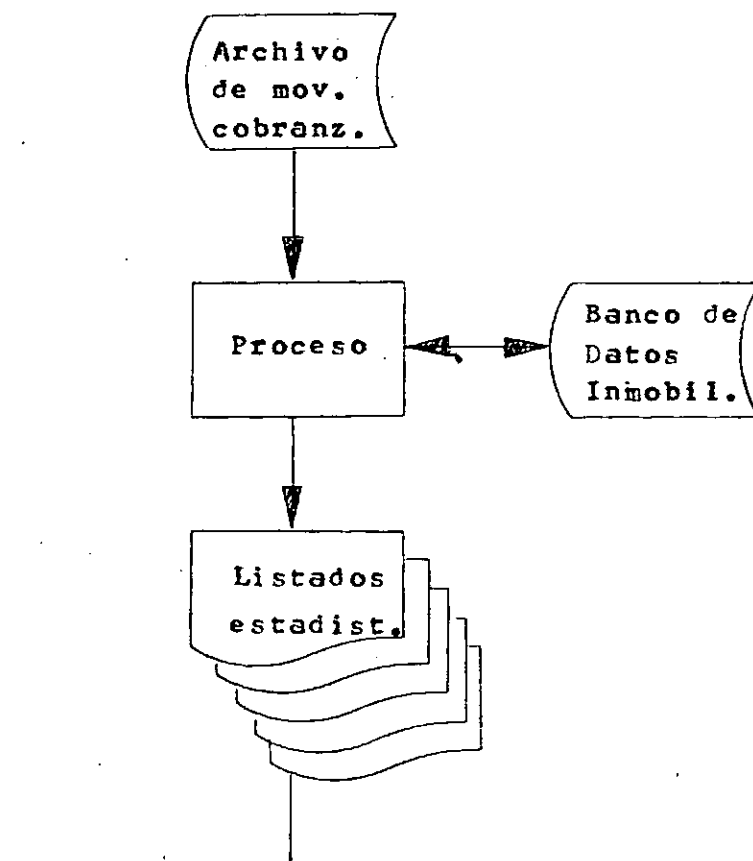 Archivo
de mov.
cobranz.
Proceso
Banco de
Datos
Inmobil.
Listados
estadist.